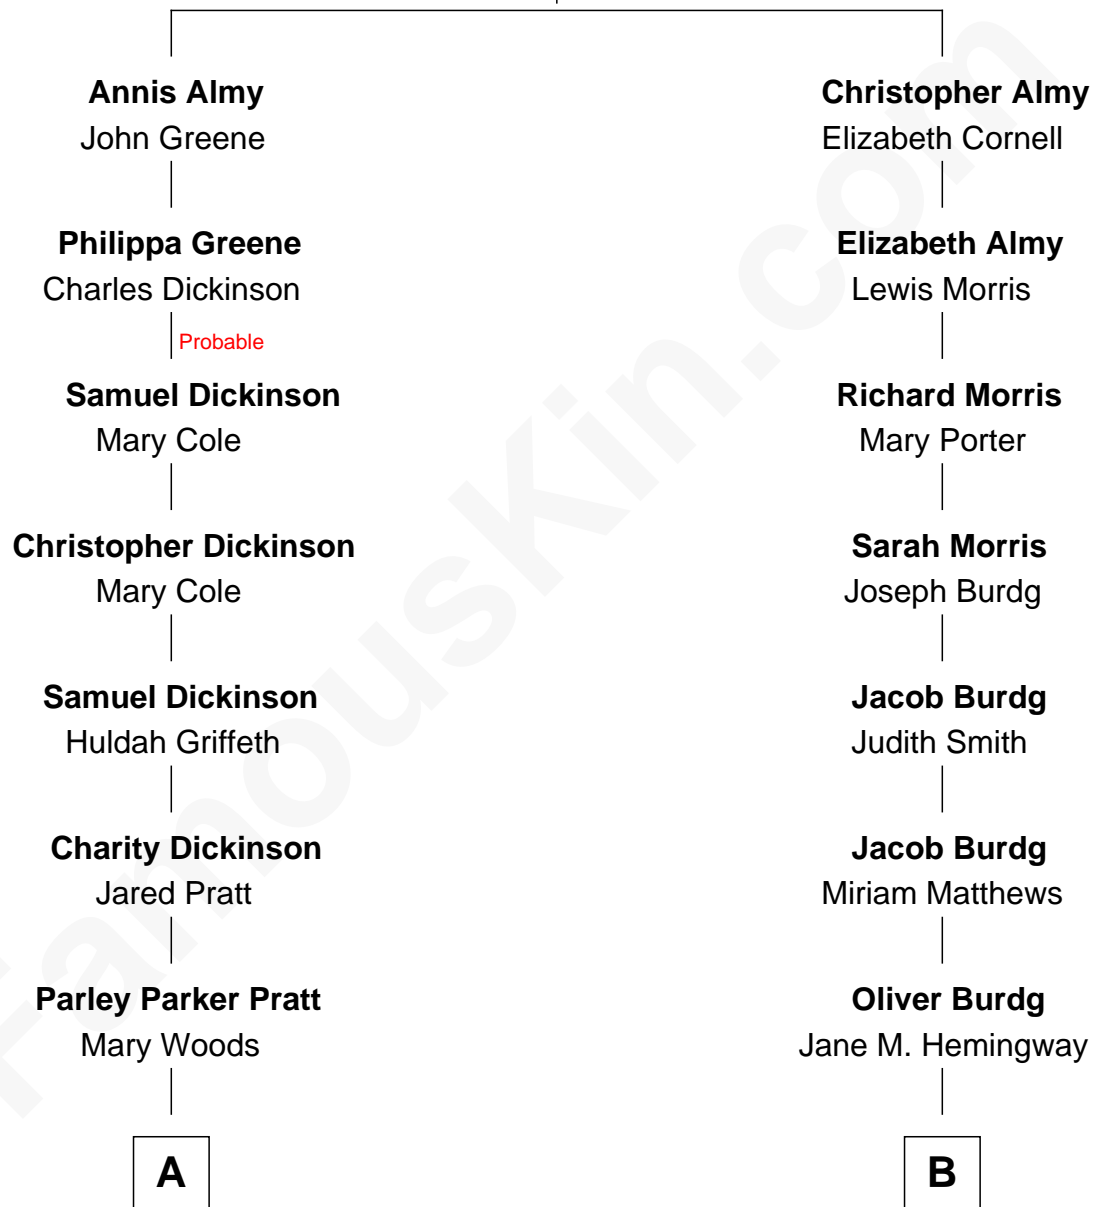 Annis Almy
John Greene
Christopher Almy
Elizabeth Cornell
Philippa Greene
Charles Dickinson
Elizabeth Almy
Lewis Morris
Probable
Samuel Dickinson
Mary Cole
Richard Morris
Mary Porter
Christopher Dickinson
Mary Cole
Sarah Morris
Joseph Burdg
Samuel Dickinson
Huldah Griffeth
Jacob Burdg
Judith Smith
Charity Dickinson
Jared Pratt
Jacob Burdg
Miriam Matthews
Parley Parker Pratt
Mary Woods
Oliver Burdg
Jane M. Hemingway
A
B
FamousKin.com